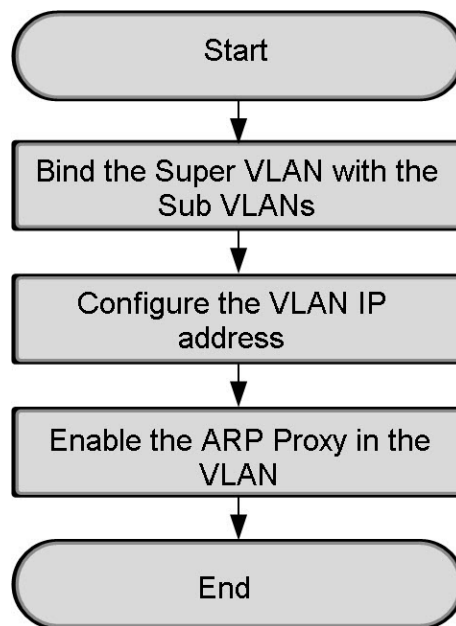 Start
Bind the Super VLAN with the
Sub VLANs
Configure the VLAN IP
address
Enable the ARP Proxy in the
VLAN
End